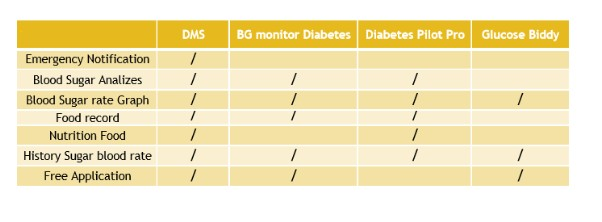 DMS BG monitor Diabetes Diabetes Pilot Pro Glucose Biddy
Emergency Notification /
Blood Sugar Analizes / / /
Blood Sugar rate Graph / / / /
Food record / / /
Nutrition Food / /
History Sugar blood rate / / / /
Free Application / / /